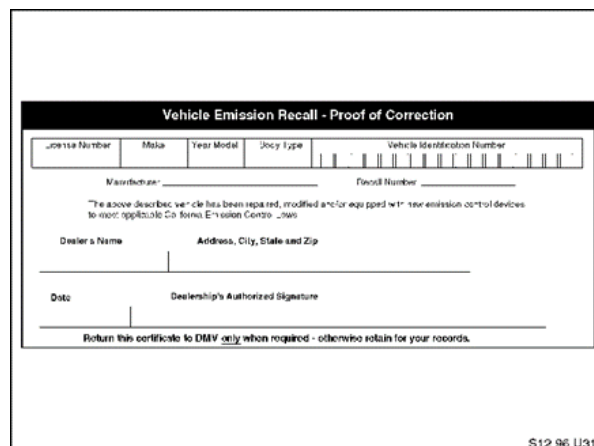 Vehicle Emission Recall - Proof of Correction
License Number Make Year Model Body Type Vehicle Identification Number
Manufacturer Recall Number
The above described vehicle has been repaired, modified and/or equipped with new emission control devices
to meet applicable California Emission Control Laws
Dealer's Name Address, City, State and Zip
Date Dealership's Authorized Signature
Return this certificate to DMV only when required - otherwise retain for your records.
S12 96 U31